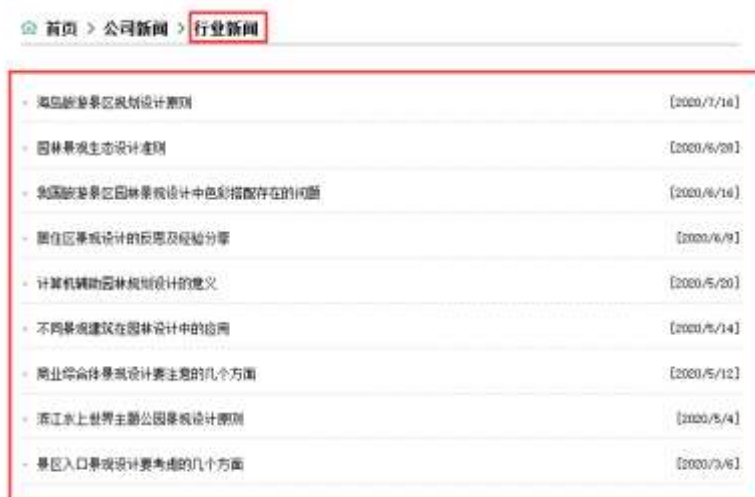 首页 > 公司新闻 > 行业新闻
海岛旅游景区规划设计原则 [2020/7/16]
园林景观生态设计准则 [2020/6/28]
我国旅游景区园林景观设计中色彩搭配存在的问题 [2020/6/16]
居住区景观设计的反思及经验分享 [2020/6/9]
计算机辅助园林规划设计的意义 [2020/5/20]
不同景观建筑在园林设计中的应用 [2020/5/14]
商业综合体景观设计要注意的几个方面 [2020/5/12]
滨江水上世界主题公园景观设计原则 [2020/5/4]
景区入口景观设计要考虑的几个方面 [2020/3/6]